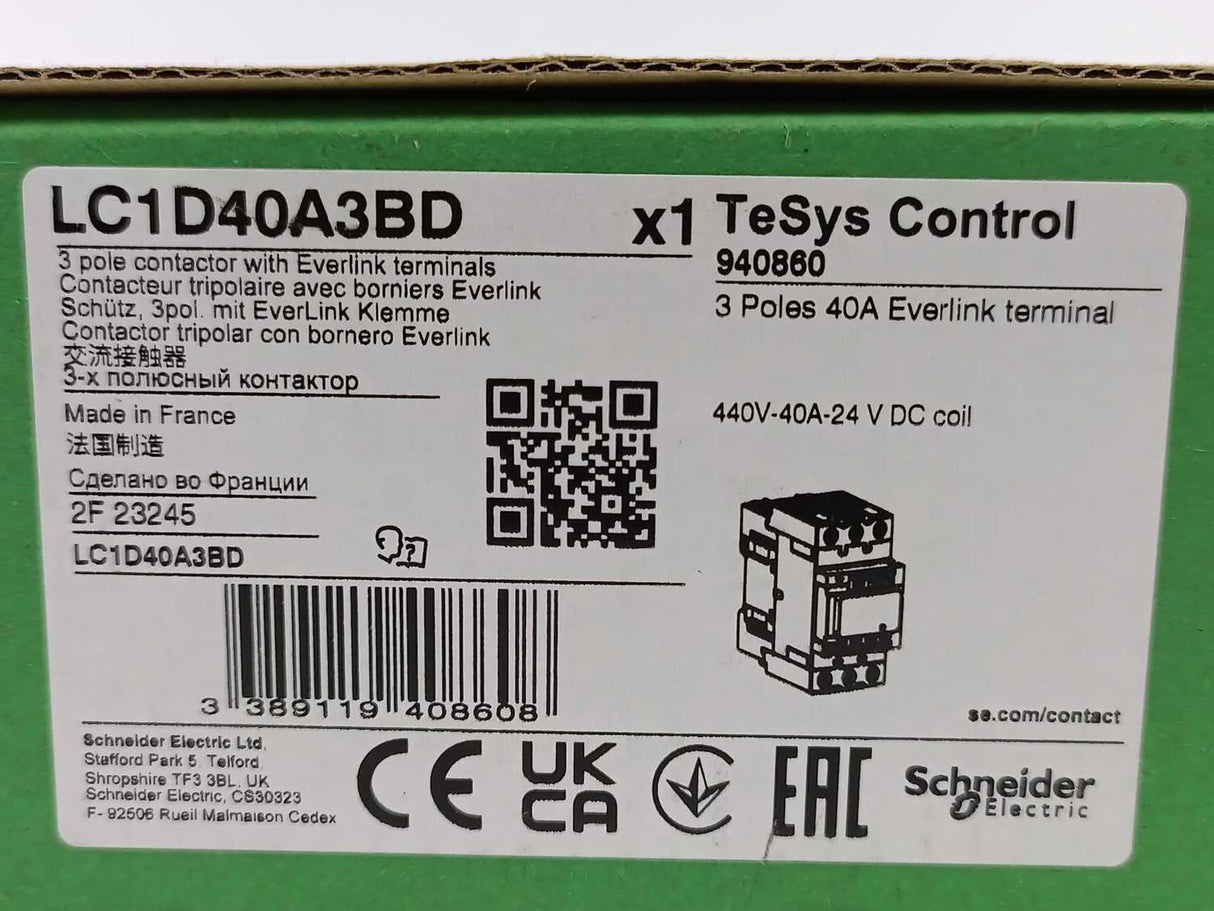 LC1D40A3BD x1
3 pole contactor with Everlink terminals
Contacteur tripolaire avec borniers Everlink
Schütz, 3pol. mit EverLink Klemme
Contactor tripolar con bornero Everlink
交流接触器
3-х полюсный контактор
Made in France
法国制造
Сделано во Франции
2F 23245
LC1D40A3BD
3 389119 408608
TeSys Control
940860
3 Poles 40A Everlink terminal
440V-40A-24 V DC coil
se.com/contact
Schneider Electric Ltd,
Stafford Park 5, Telford,
Shropshire TF3 3BL, UK
Schneider Electric, CS30323
F- 92506 Rueil Malmaison Cedex
CE
UK
CA
EAC
Schneider
Electric